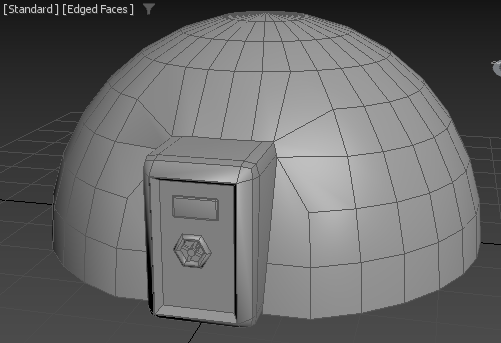 [Standard ] [Edged Faces ]